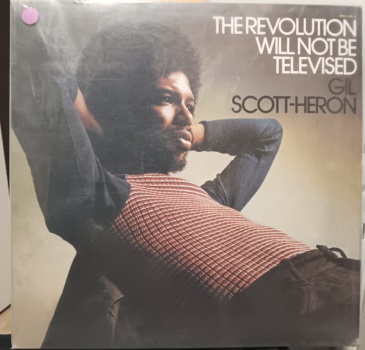 THE REVOLUTION
WILL NOT BE
TELEVISED
GIL
SCOTT-HERON